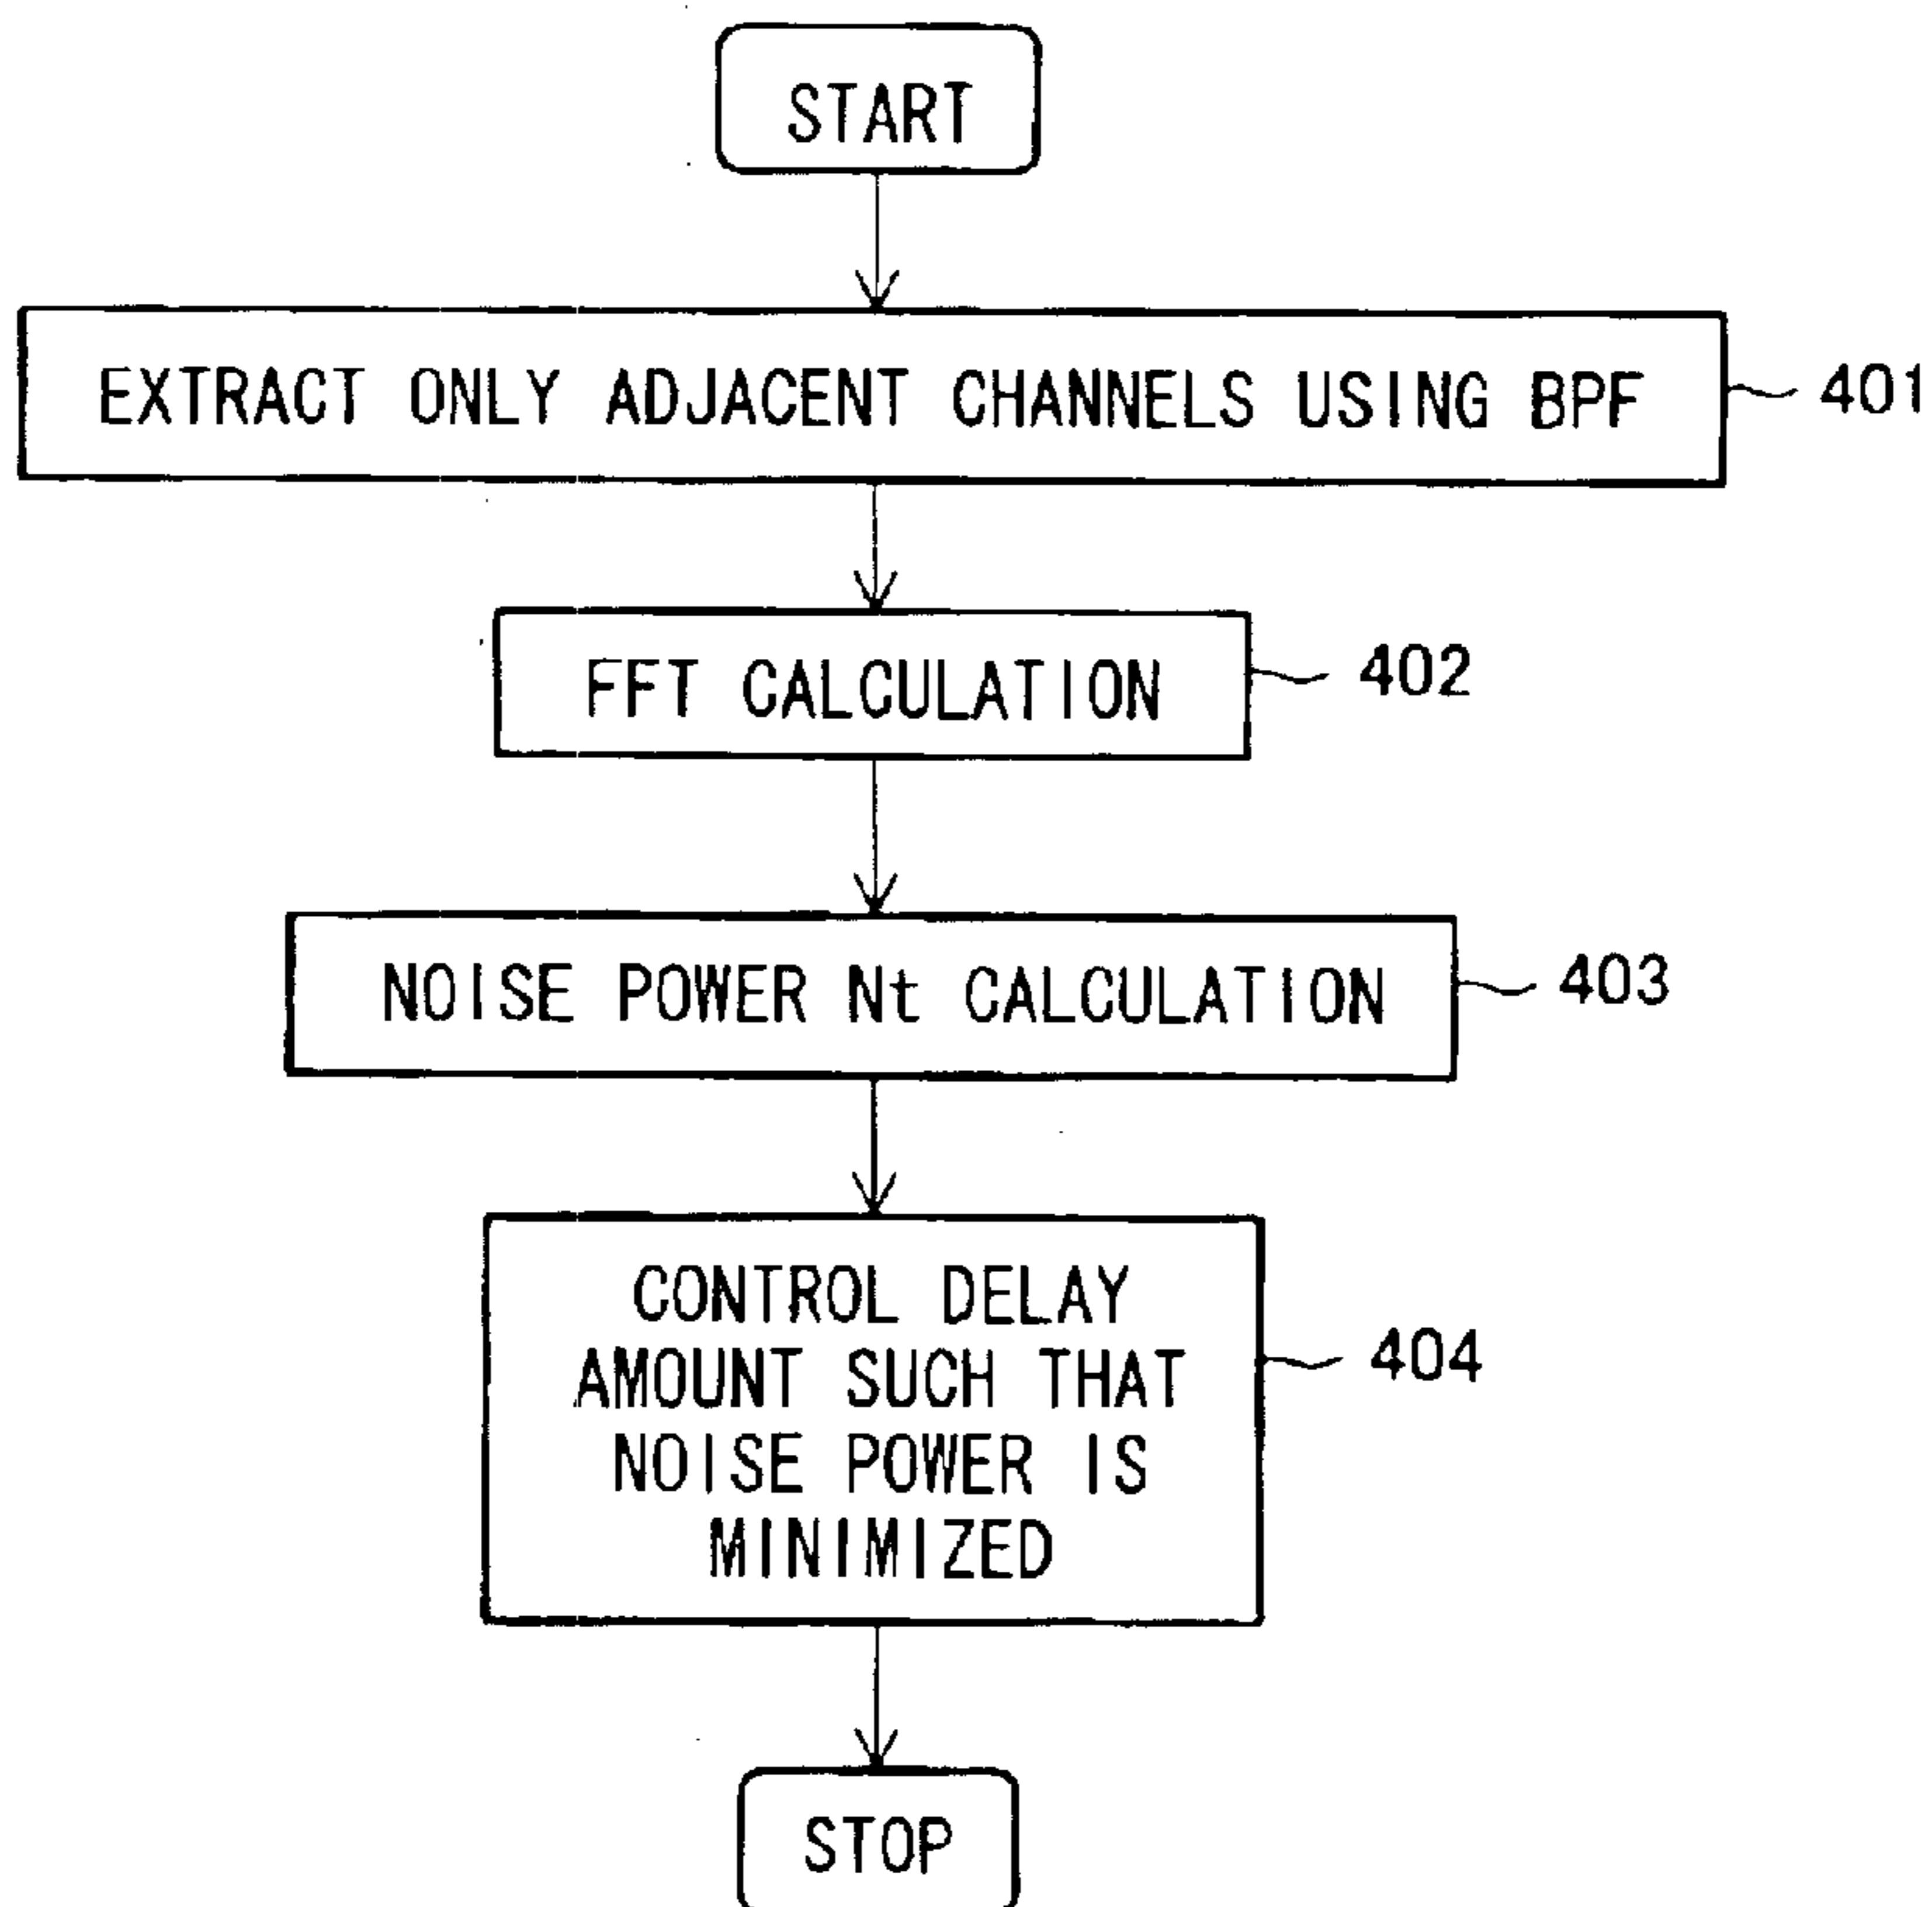 START
EXTRACT ONLY ADJACENT CHANNELS USING BPF
401
FFT CALCULATION
402
NOISE POWER Nt CALCULATION
403
CONTROL DELAY
AMOUNT SUCH THAT
NOISE POWER IS
MINIMIZED
404
STOP